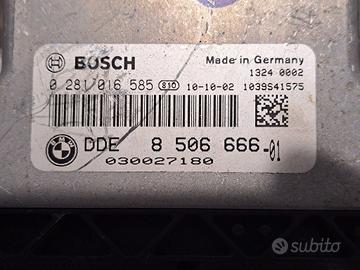 BOSCH
Made in Germany
1324 0002
0 281 016 585 810 10-10-02 1039S41575
DDE 8 506 666-01
030027180
subito